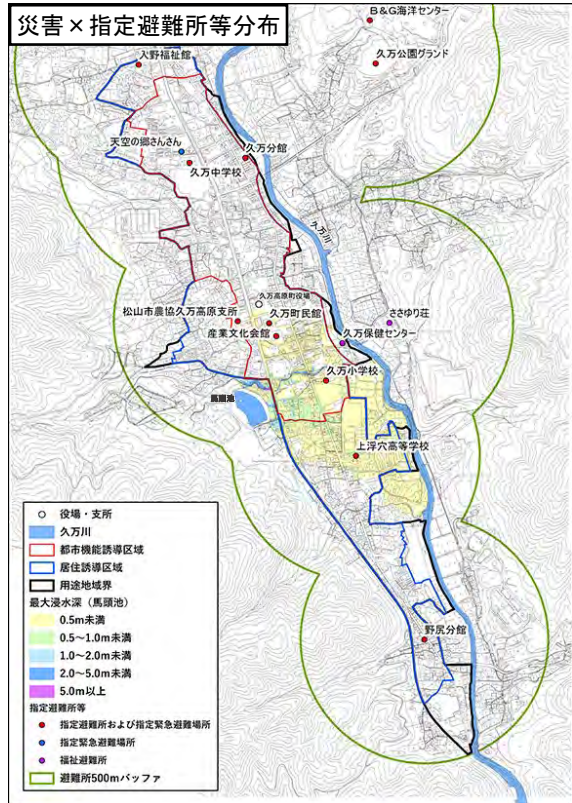 災害×指定避難所等分布
B＆G海洋センター
久万公園グランド
入野福祉館
天空の郷さんさん
久万中学校
久万分館
久万川
久万高原町役場
松山市農協久万高原支所
久万町民館
産業文化会館
ささゆり荘
久万保健センター
久万小学校
馬頭池
上浮穴高等学校
野尻分館
役場・支所
久万川
都市機能誘導区域
居住誘導区域
用途地域界
最大浸水深（馬頭池）
0.5m未満
0.5～1.0m未満
1.0～2.0m未満
2.0～5.0m未満
5.0m以上
指定避難所等
指定避難所および指定緊急避難場所
指定緊急避難場所
福祉避難所
避難所500mバッファ